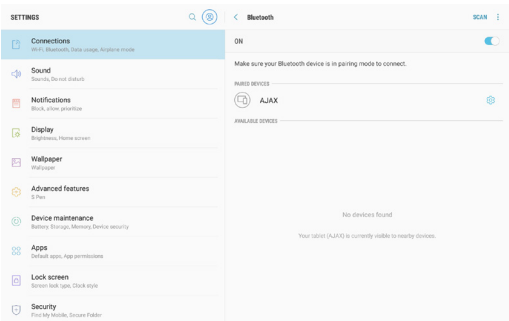 SETTINGS
Connections
Wi-Fi, Bluetooth, Data usage, Airplane mode
Sound
Sounds, Do not disturb
Notifications
Block, allow, prioritize
Display
Brightness, Home screen
Wallpaper
Wallpaper
Advanced features
S Pen
Device maintenance
Battery, Storage, Memory, Device security
Apps
Default apps, App permissions
Lock screen
Screen lock type, Clock style
Security
Find My Mobile, Secure Folder
Bluetooth
SCAN
ON
Make sure your Bluetooth device is in pairing mode to connect.
PAIRED DEVICES
AJAX
AVAILABLE DEVICES
No devices found
Your tablet (AJAX) is currently visible to nearby devices.